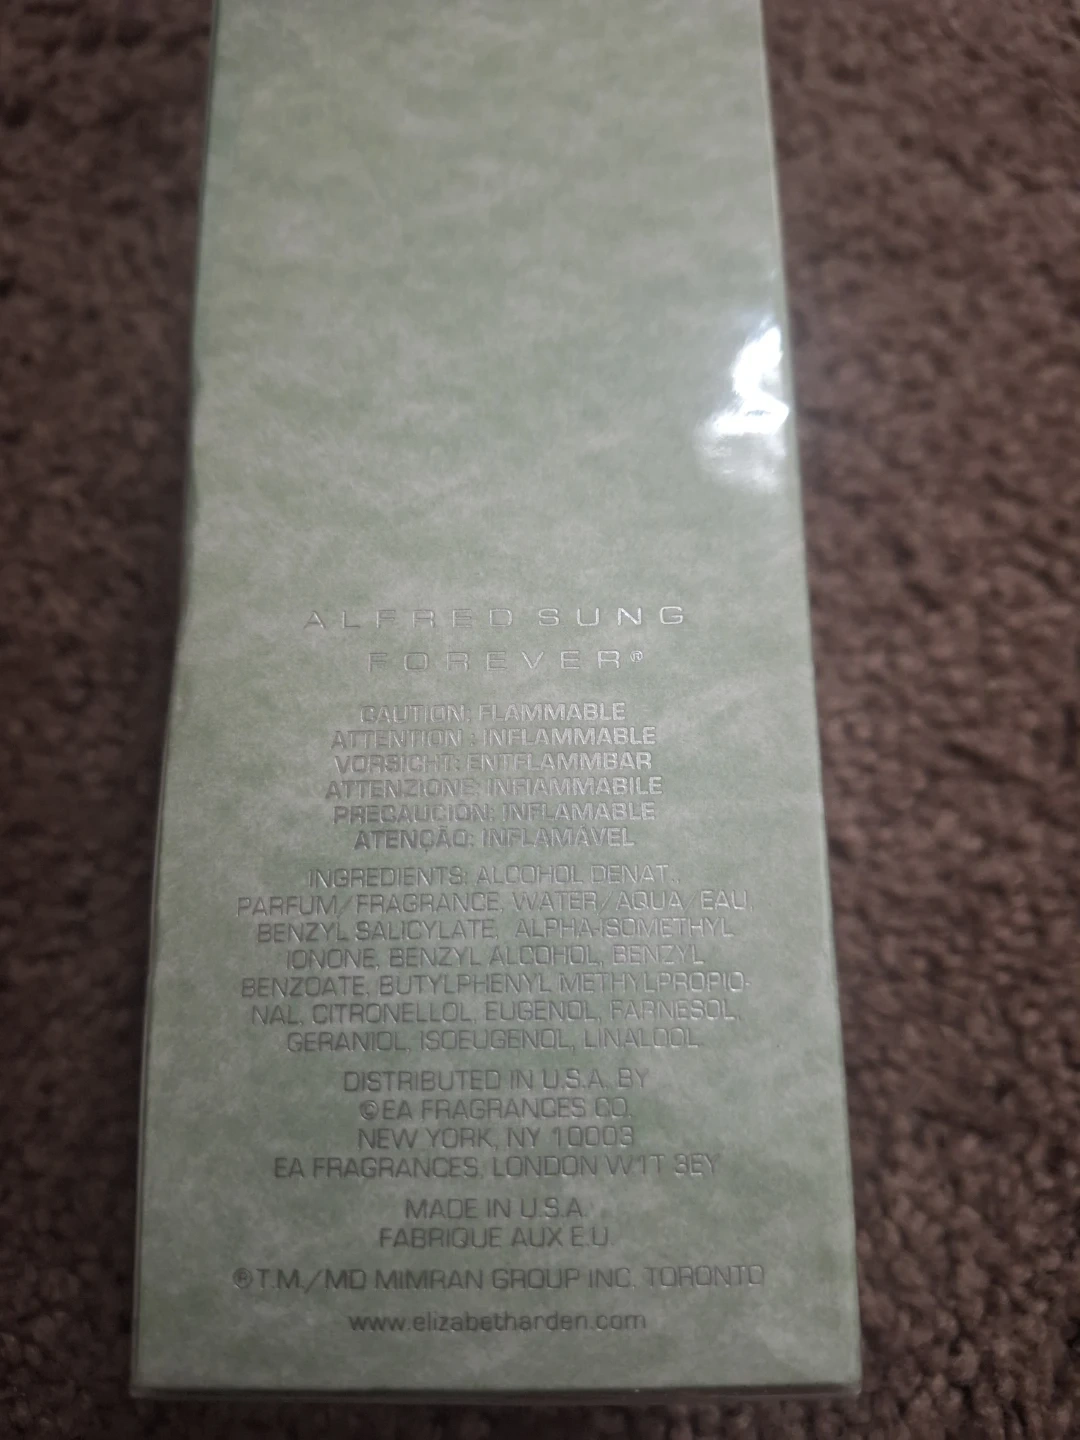 ALFRED SUNG
FOREVER®
CAUTION: FLAMMABLE
ATTENTION : INFLAMMABLE
VORSICHT: ENTFLAMMBAR
ATTENZIONE: INFIAMMABILE
PRECAUCIÓN: INFLAMABLE
ATENÇÃO: INFLAMÁVEL
INGREDIENTS: ALCOHOL DENAT.,
PARFUM/FRAGRANCE, WATER/AQUA/EAU,
BENZYL SALICYLATE, ALPHA-ISOMETHYL
IONONE, BENZYL ALCOHOL, BENZYL
BENZOATE, BUTYLPHENYL METHYLPROPIO-
NAL, CITRONELLOL, EUGENOL, FARNESOL,
GERANIOL, ISOEUGENOL, LINALOOL.
DISTRIBUTED IN U.S.A. BY
©EA FRAGRANCES CO.
NEW YORK, NY 10003
EA FRAGRANCES, LONDON W1T 3EY
MADE IN U.S.A.
FABRIQUE AUX E.U.
®T.M./MD MIMRAN GROUP INC. TORONTO
www.elizabetharden.com